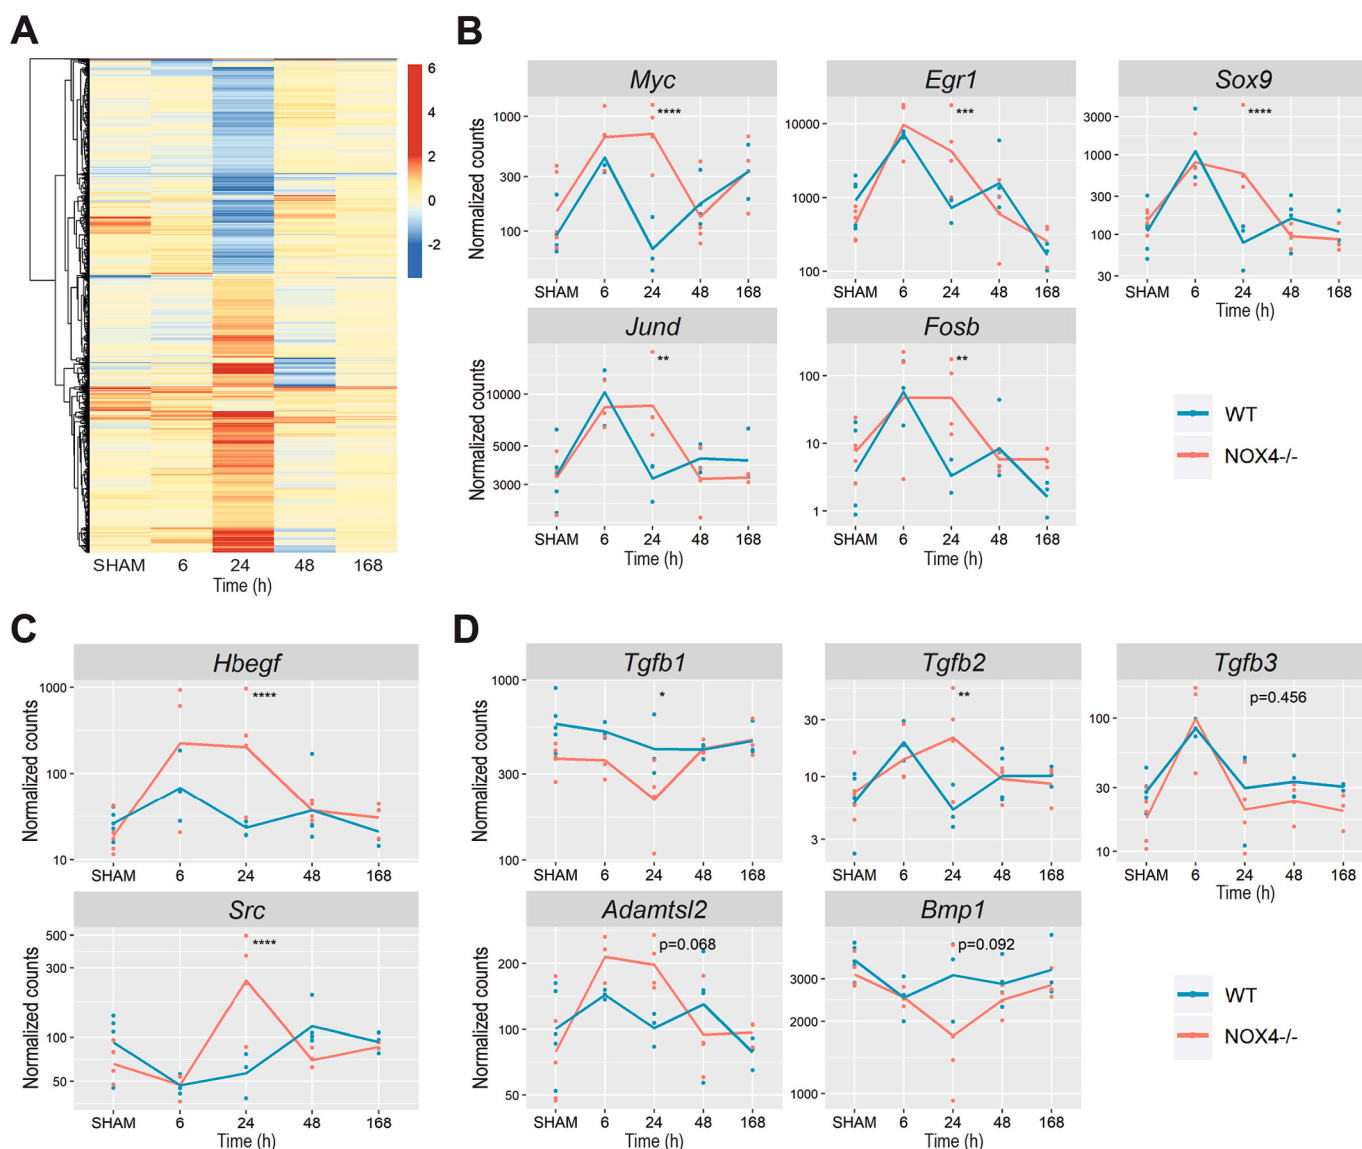 A
6
4
2
0
-2
SHAM 6 24 48 168
Time (h)
B
Myc
Normalized counts
1000
300
100
****
SHAM 6 24 48 168
Egr1
10000
1000
100
***
SHAM 6 24 48 168
Sox9
3000
1000
300
100
30
****
SHAM 6 24 48 168
Time (h)
Jund
Normalized counts
10000
5000
3000
**
SHAM 6 24 48 168
Time (h)
Fosb
100
10
1
**
SHAM 6 24 48 168
Time (h)
WT
NOX4-/-
C
Hbegf
Normalized counts
1000
100
10
****
SHAM 6 24 48 168
Src
Normalized counts
500
300
100
50
****
SHAM 6 24 48 168
Time (h)
D
Tgfb1
Normalized counts
1000
300
100
*
SHAM 6 24 48 168
Tgfb2
30
10
3
**
SHAM 6 24 48 168
Tgfb3
100
30
10
p=0.456
SHAM 6 24 48 168
Time (h)
Adamtsl2
Normalized counts
200
100
50
p=0.068
SHAM 6 24 48 168
Time (h)
Bmp1
3000
2000
1000
p=0.092
SHAM 6 24 48 168
Time (h)
WT
NOX4-/-